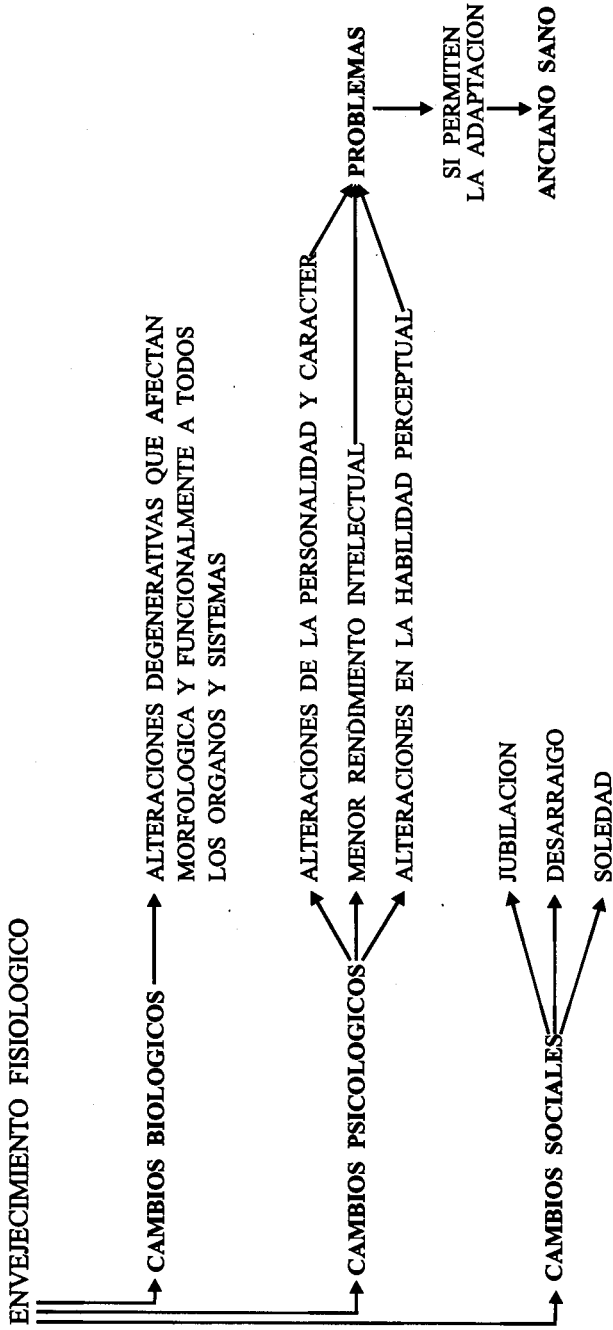 ENVEJECIMIENTO FISIOLOGICO
CAMBIOS BIOLOGICOS
ALTERACIONES DEGENERATIVAS QUE AFECTAN
MORFOLOGICA Y FUNCIONALMENTE A TODOS
LOS ORGANOS Y SISTEMAS
CAMBIOS PSICOLOGICOS
ALTERACIONES DE LA PERSONALIDAD Y CARACTER
MENOR RENDIMIENTO INTELECTUAL
ALTERACIONES EN LA HABILIDAD PERCEPTUAL
PROBLEMAS
SI PERMITEN
LA ADAPTACION
ANCIANO SANO
CAMBIOS SOCIALES
JUBILACION
DESARRAIGO
SOLEDAD